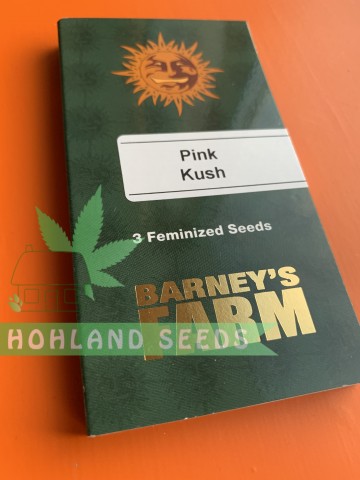 Pink
Kush
3 Feminized Seeds
BARNEY'S
FARM
HOHLAND SEEDS